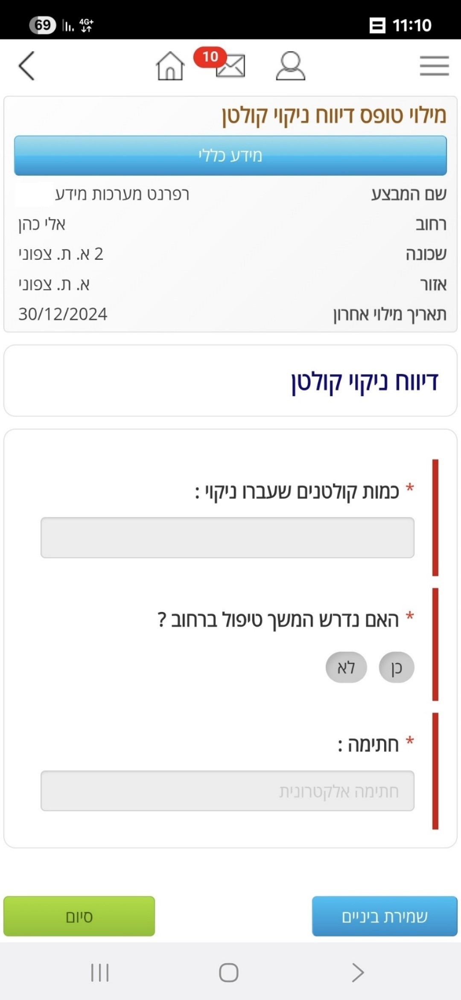 69 4G+ 11:10
10
מילוי טופס דיווח ניקוי קולטן
מידע כללי
שם המבצע רפרנט מערכות מידע
רחוב אלי כהן
שכונה 2 א. ת. צפוני
אזור א. ת. צפוני
תאריך מילוי אחרון 30/12/2024
דיווח ניקוי קולטן
* כמות קולטנים שעברו ניקוי :
* האם נדרש המשך טיפול ברחוב ?
כן לא
* חתימה :
חתימה אלקטרונית
שמירת ביניים סיום